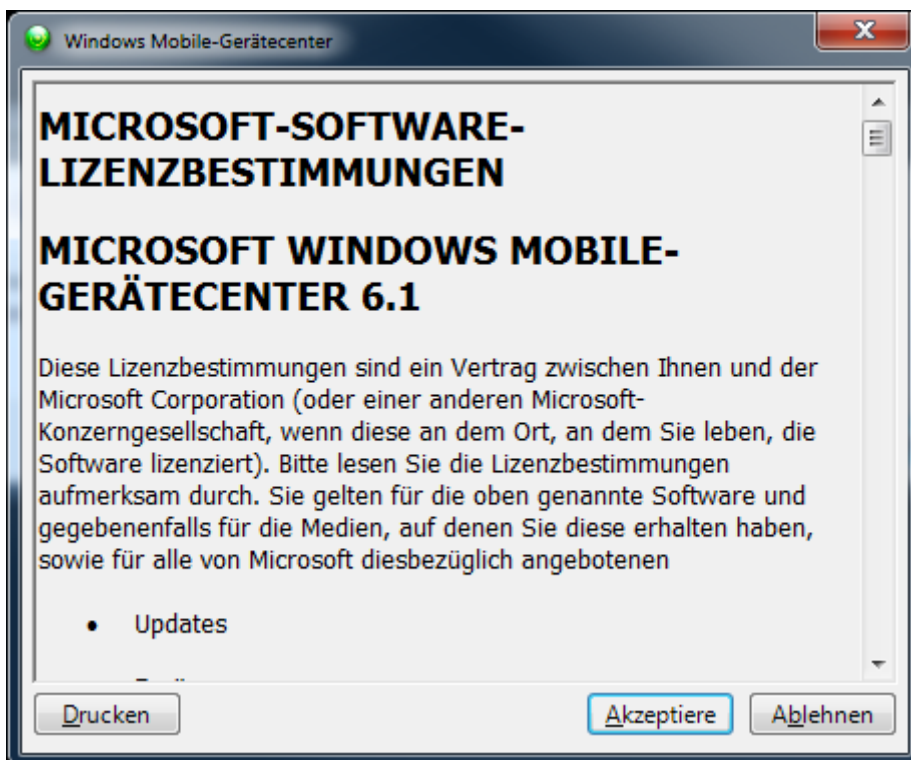 Windows Mobile-Gerätecenter
MICROSOFT-SOFTWARE-
LIZENZBESTIMMUNGEN
MICROSOFT WINDOWS MOBILE-
GERÄTECENTER 6.1
Diese Lizenzbestimmungen sind ein Vertrag zwischen Ihnen und der
Microsoft Corporation (oder einer anderen Microsoft-
Konzerngesellschaft, wenn diese an dem Ort, an dem Sie leben, die
Software lizenziert). Bitte lesen Sie die Lizenzbestimmungen
aufmerksam durch. Sie gelten für die oben genannte Software und
gegebenenfalls für die Medien, auf denen Sie diese erhalten haben,
sowie für alle von Microsoft diesbezüglich angebotenen
• Updates
Drucken Akzeptiere Ablehnen